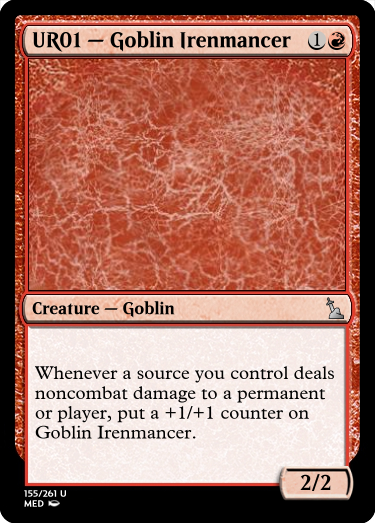 UR01 — Goblin Irenmancer 1
Creature — Goblin
Whenever a source you control deals
noncombat damage to a permanent
or player, put a +1/+1 counter on
Goblin Irenmancer.
2/2
155/261 U
MED